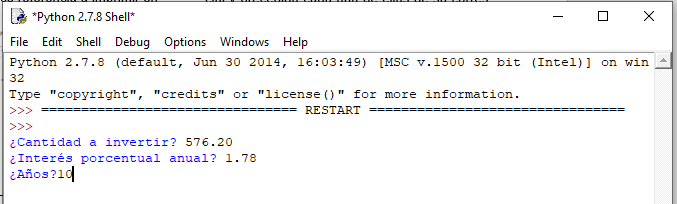 *Python 2.7.8 Shell*
File Edit Shell Debug Options Windows Help
Python 2.7.8 (default, Jun 30 2014, 16:03:49) [MSC v.1500 32 bit (Intel)] on win
32
Type "copyright", "credits" or "license()" for more information.
>>> ================================ RESTART ================================
>>>
¿Cantidad a invertir? 576.20
¿Interés porcentual anual? 1.78
¿Años?10